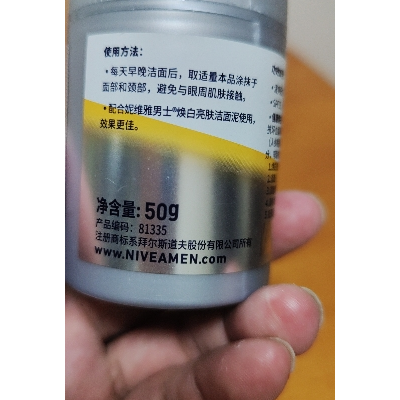 使用方法：
• 每天早晚洁面后，取适量本品涂抹于
面部和颈部，避免与眼周肌肤接触。
• 配合妮维雅男士®焕白亮肤洁面泥使用，
效果更佳。
净含量: 50g
产品编码: 81335
注册商标系拜尔斯道夫股份有限公司所有
www.NIVEAMEN.com